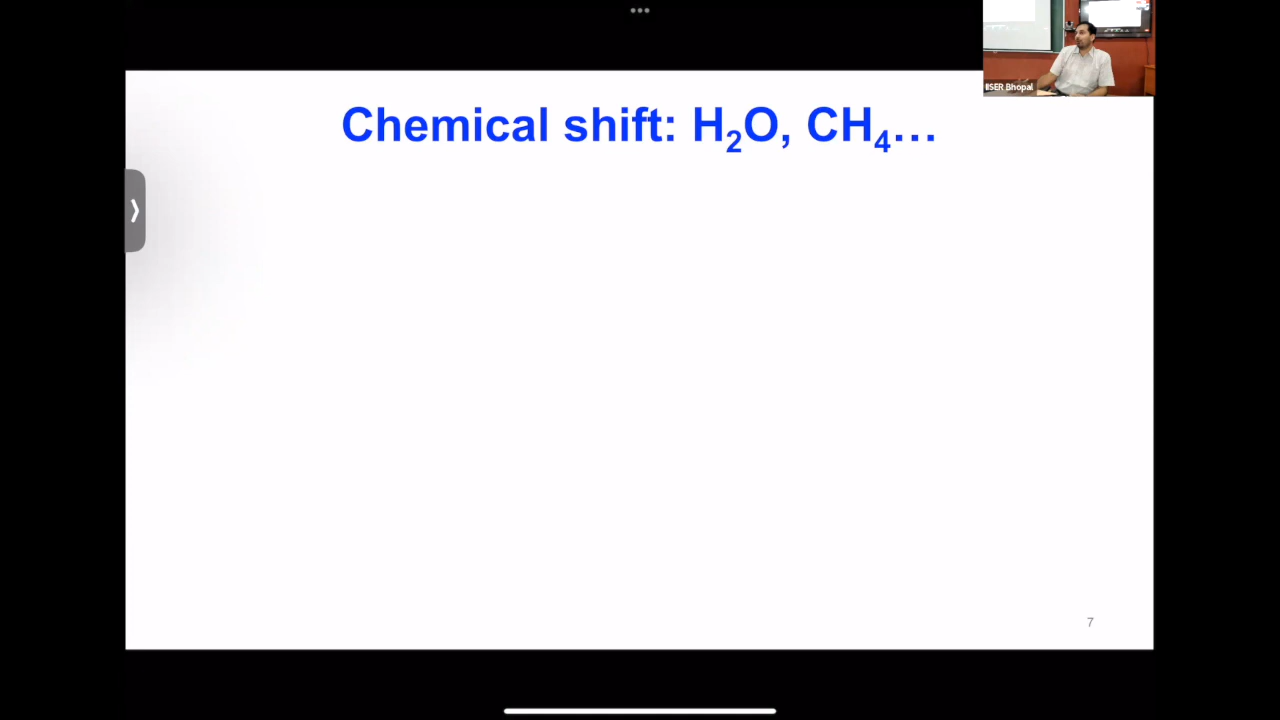 IISER Bhopal
Chemical shift: H₂O, CH₄…
7